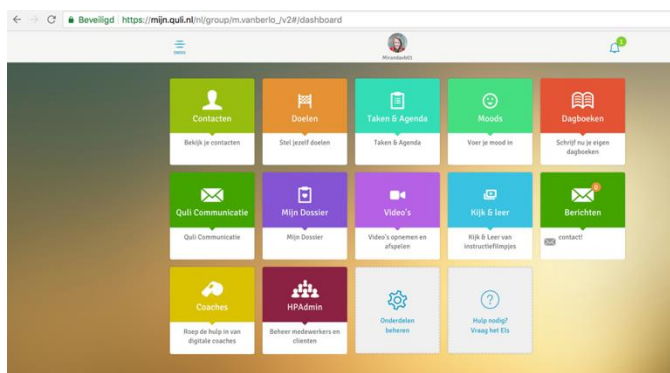 Beveiligd https://mijn.quli.nl/nl/group/m.vanberlo_/v2#/dashboard
1
Contacten
Bekijk je contacten
Doelen
Stel jezelf doelen
Taken & Agenda
Taken & Agenda
Moods
Voer je mood in
Dagboeken
Schrijf nu je eigen
dagboeken
Quli Communicatie
Quli Communicatie
Mijn Dossier
Mijn Dossier
Video's
Video's opnemen en
afspelen
Kijk & leer
Kijk & Leer van
instructiefilmpjes
0
Berichten
contact!
Coaches
Roep de hulp in van
digitale coaches
HPAdmin
Beheer medewerkers en
clienten
Onderdelen
beheren
Hulp nodig?
Vraag het Els